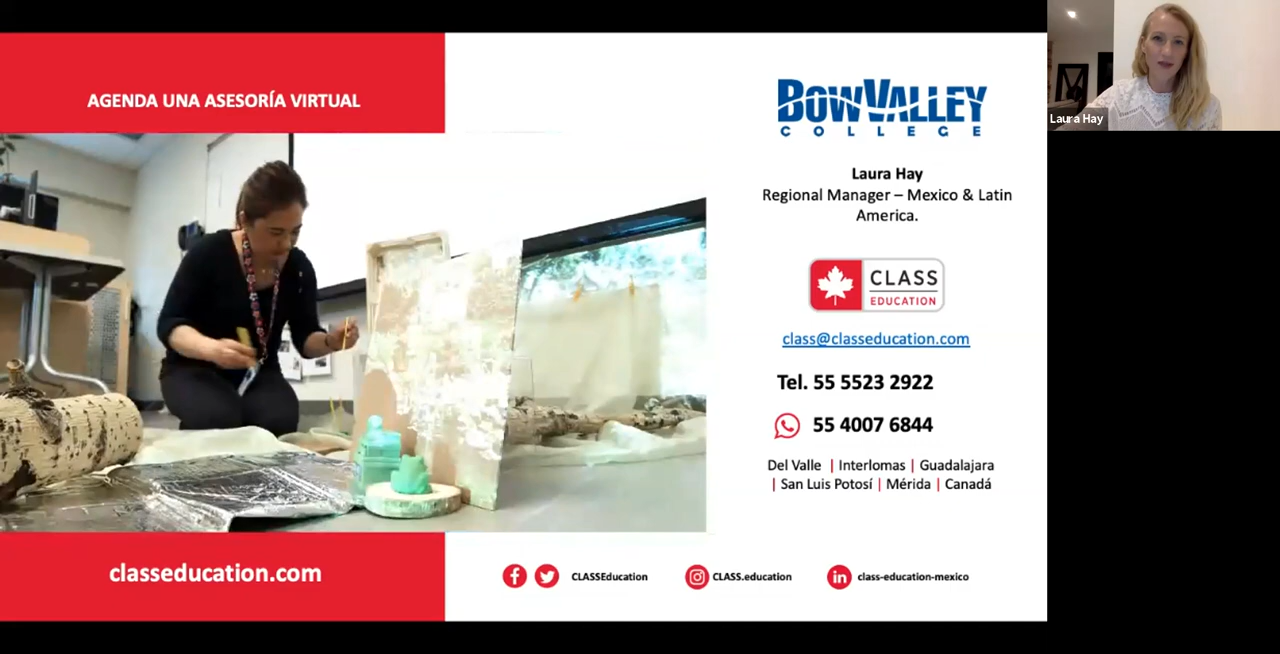 AGENDA UNA ASESORÍA VIRTUAL
classeducation.com
BOW VALLEY
COLLEGE
Laura Hay
Regional Manager – Mexico & Latin
America.
CLASS
EDUCATION
class@classeducation.com
Tel. 55 5523 2922
55 4007 6844
Del Valle | Interlomas | Guadalajara
| San Luis Potosí | Mérida | Canadá
CLASSEducation
CLASS.education
class-education-mexico
Laura Hay